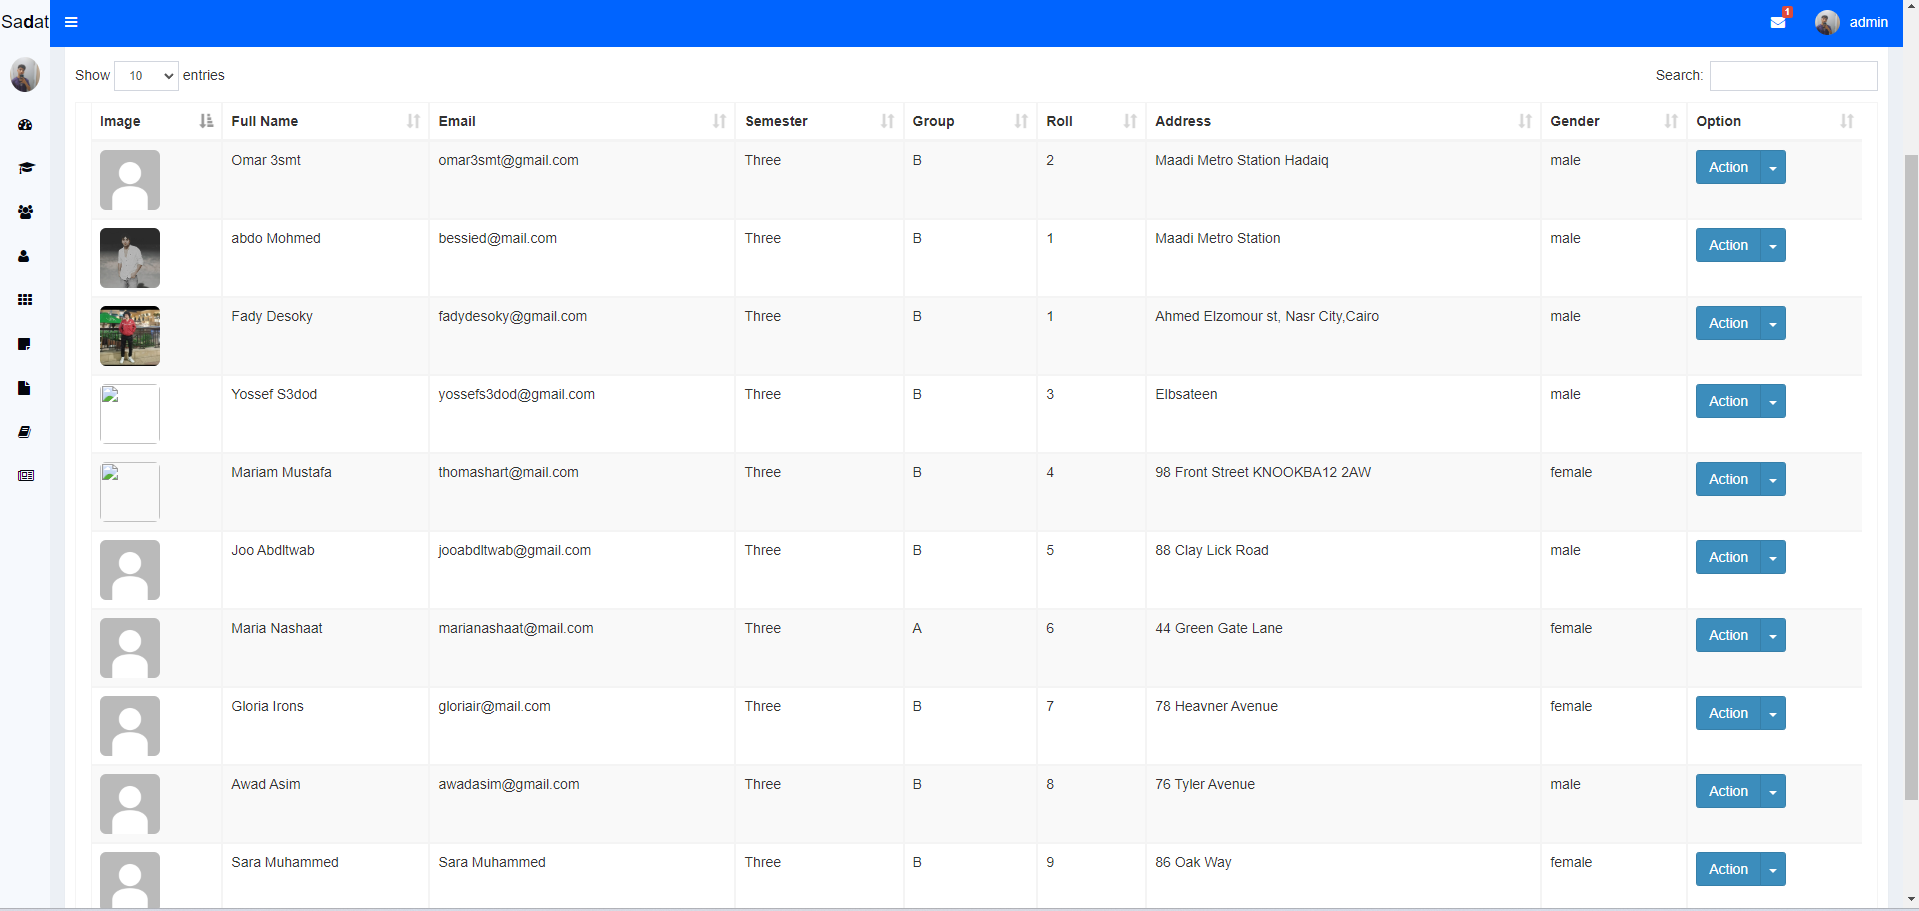 Sadat
1
admin
Show 10 entries
Search:
Image Full Name Email Semester Group Roll Address Gender Option
Omar 3smt omar3smt@gmail.com Three B 2 Maadi Metro Station Hadaiq male Action
abdo Mohmed bessied@mail.com Three B 1 Maadi Metro Station male Action
Fady Desoky fadydesoky@gmail.com Three B 1 Ahmed Elzomour st, Nasr City,Cairo male Action
Yossef S3dod yossefs3dod@gmail.com Three B 3 Elbsateen male Action
Mariam Mustafa thomashart@mail.com Three B 4 98 Front Street KNOOKBA12 2AW female Action
Joo Abdltwab jooabdltwab@gmail.com Three B 5 88 Clay Lick Road male Action
Maria Nashaat marianashaat@mail.com Three A 6 44 Green Gate Lane female Action
Gloria Irons gloriair@mail.com Three B 7 78 Heavner Avenue female Action
Awad Asim awadasim@gmail.com Three B 8 76 Tyler Avenue male Action
Sara Muhammed Sara Muhammed Three B 9 86 Oak Way female Action